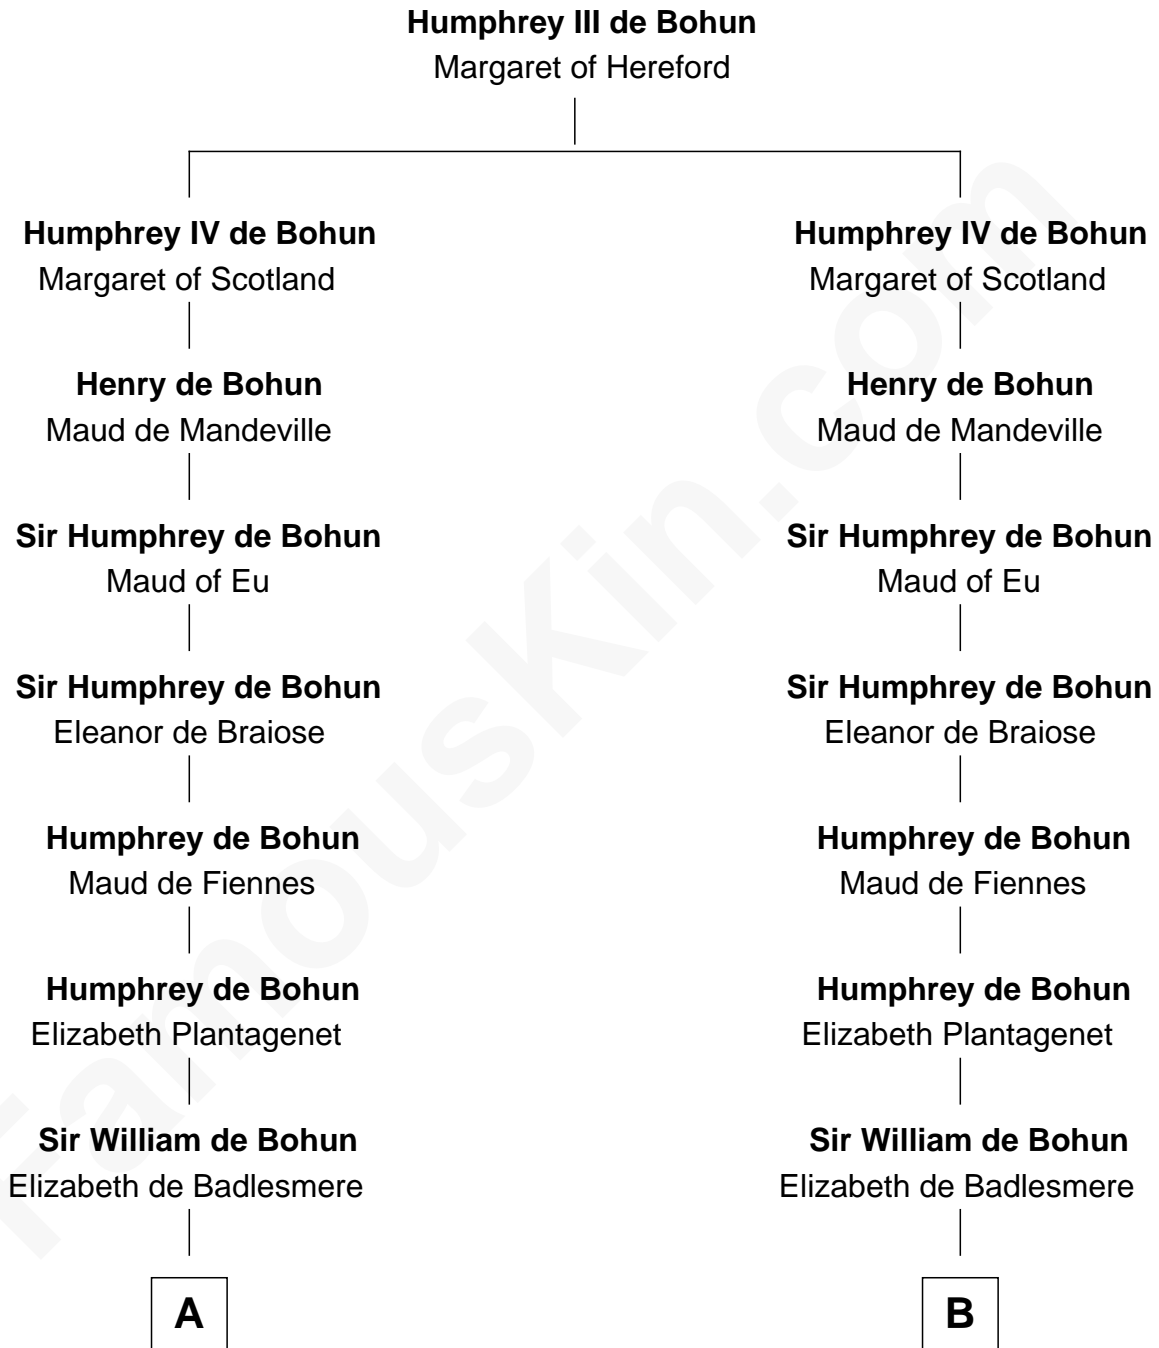 Humphrey III de Bohun
Margaret of Hereford
Humphrey IV de Bohun
Margaret of Scotland
Henry de Bohun
Maud de Mandeville
Sir Humphrey de Bohun
Maud of Eu
Sir Humphrey de Bohun
Eleanor de Braiose
Humphrey de Bohun
Maud de Fiennes
Humphrey de Bohun
Elizabeth Plantagenet
Sir William de Bohun
Elizabeth de Badlesmere
A
Humphrey IV de Bohun
Margaret of Scotland
Henry de Bohun
Maud de Mandeville
Sir Humphrey de Bohun
Maud of Eu
Sir Humphrey de Bohun
Eleanor de Braiose
Humphrey de Bohun
Maud de Fiennes
Humphrey de Bohun
Elizabeth Plantagenet
Sir William de Bohun
Elizabeth de Badlesmere
B
FamousKin.com